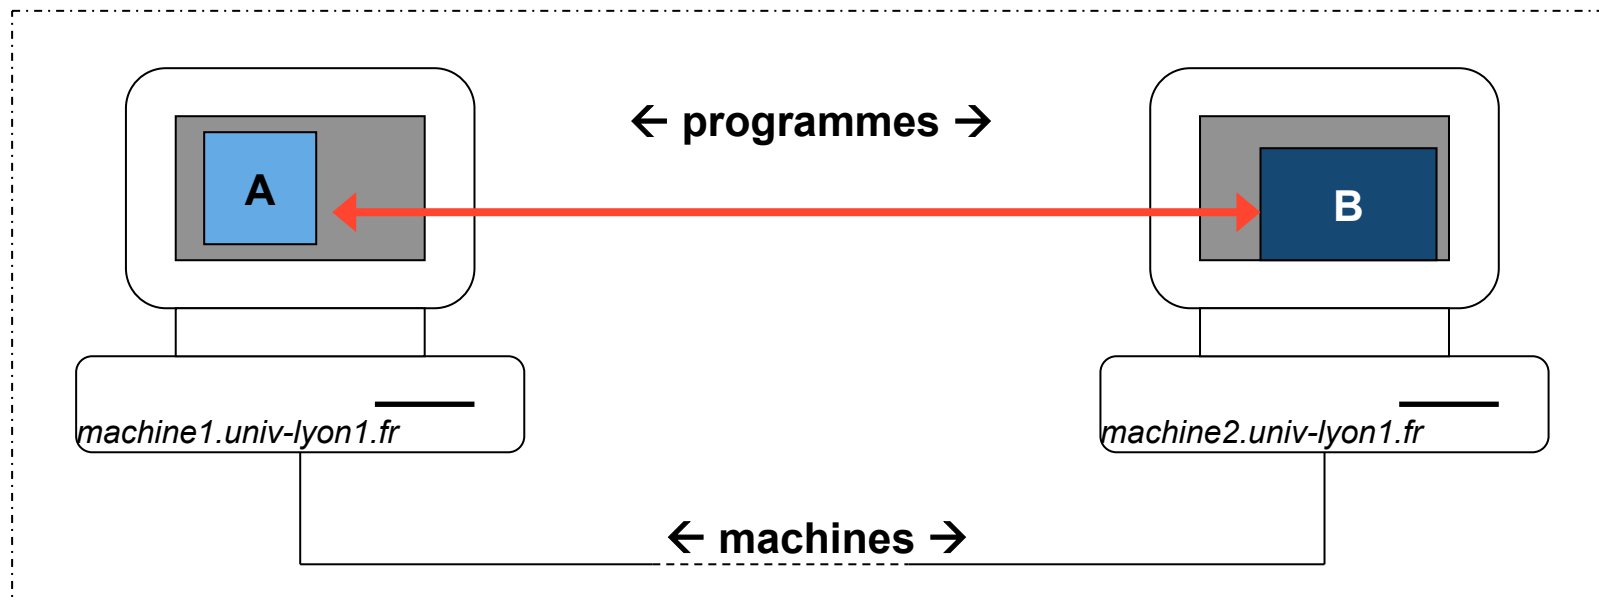 ← programmes →
A
B
machine1.univ-lyon1.fr
machine2.univ-lyon1.fr
← machines →